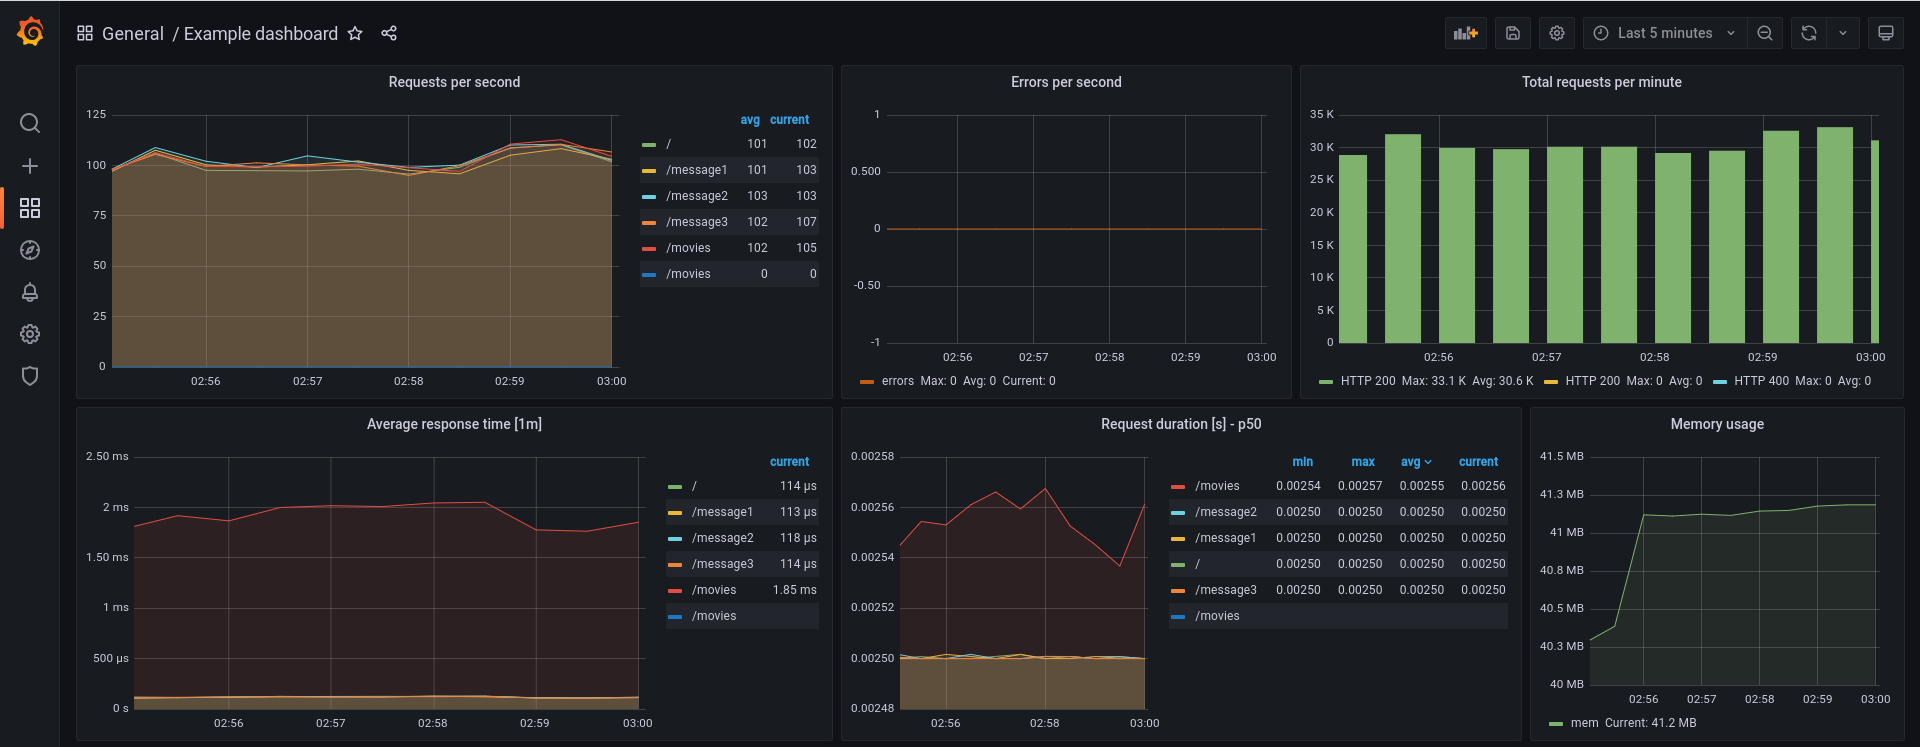 General / Example dashboard
Last 5 minutes
Requests per second
125
100
75
50
25
0
02:56 02:57 02:58 02:59 03:00
avg current
/ 101 102
/message1 101 103
/message2 103 103
/message3 102 107
/movies 102 105
/movies 0 0
Errors per second
1
0.500
0
-0.50
-1
02:56 02:57 02:58 02:59 03:00
errors Max: 0 Avg: 0 Current: 0
Total requests per minute
35 K
30 K
25 K
20 K
15 K
10 K
5 K
0
02:56 02:57 02:58 02:59 03:00
HTTP 200 Max: 33.1 K Avg: 30.6 K HTTP 200 Max: 0 Avg: 0 HTTP 400 Max: 0 Avg: 0
Average response time [1m]
2.50 ms
2 ms
1.50 ms
1 ms
500 µs
0 s
02:56 02:57 02:58 02:59 03:00
current
/ 114 µs
/message1 113 µs
/message2 118 µs
/message3 114 µs
/movies 1.85 ms
/movies
Request duration [s] - p50
0.00258
0.00256
0.00254
0.00252
0.00250
0.00248
02:56 02:58 03:00
min max avg current
/movies 0.00254 0.00257 0.00255 0.00256
/message2 0.00250 0.00250 0.00250 0.00250
/message1 0.00250 0.00250 0.00250 0.00250
/ 0.00250 0.00250 0.00250 0.00250
/message3 0.00250 0.00250 0.00250 0.00250
/movies
Memory usage
41.5 MB
41.3 MB
41 MB
40.8 MB
40.5 MB
40.3 MB
40 MB
02:56 02:57 02:58 02:59 03:00
mem Current: 41.2 MB